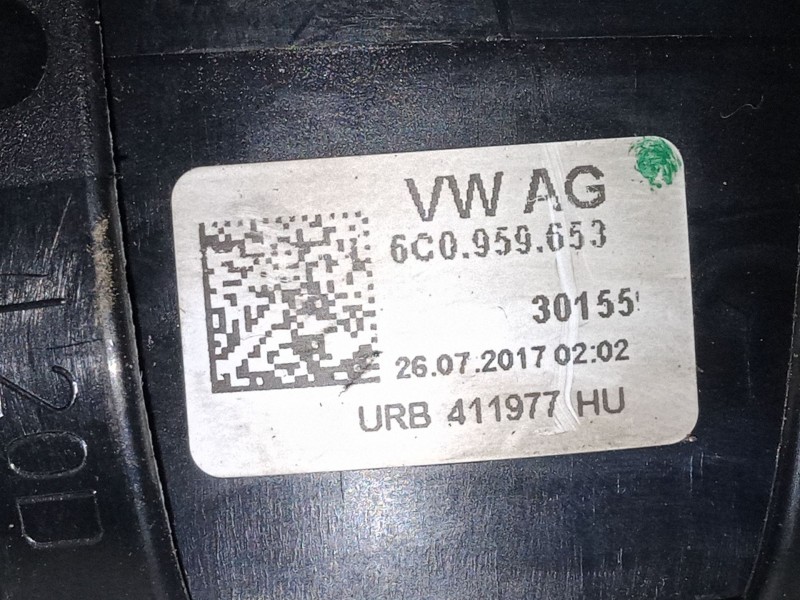 VW AG
6C0.959.653
30155
26.07.2017 02:02
URB 411977 HU